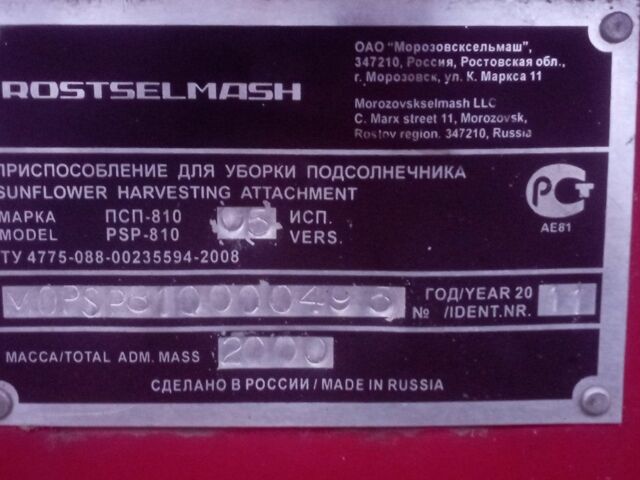 ROSTSELMASH
ОАО "Морозовсксельмаш",
347210, Россия, Ростовская обл.,
г. Морозовск, ул. К. Маркса 11
Morozovskselmash LLC
C. Marx street 11, Morozovsk,
Rostov region. 347210, Russia
ПРИСПОСОБЛЕНИЕ ДЛЯ УБОРКИ ПОДСОЛНЕЧНИКА
SUNFLOWER HARVESTING ATTACHMENT
РСТ
АЕ81
МАРКА ПСП-810 05 ИСП.
MODEL PSP-810 VERS.
ТУ 4775-088-00235594-2008
MOPSP810000495 ГОД/YEAR 20 11
№ /IDENT.NR.
МАССА/TOTAL ADM. MASS 2000
СДЕЛАНО В РОССИИ / MADE IN RUSSIA